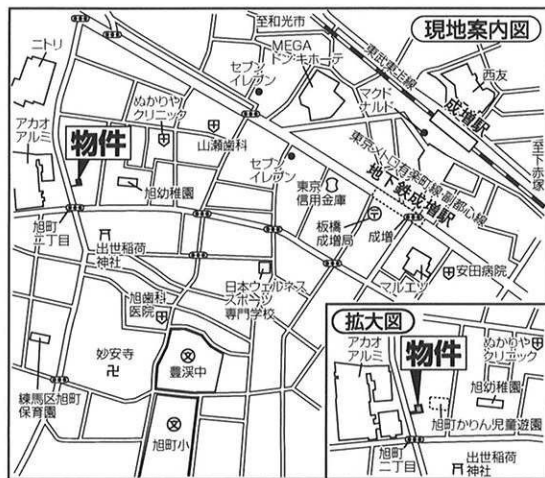 現地案内図
至和光市
ニトリ
セブン
イレブン
MEGA
ドン・キホーテ
東武東上線
西友
成増駅
マクド
ナルド
至下赤塚
ぬかりや
クリニック
アカオ
アルミ
物件
山瀬歯科
セブン
イレブン
東京メトロ有楽町線・副都心線
地下鉄成増駅
旭幼稚園
東京
信用金庫
旭町
二丁目
出世稲荷
神社
板橋
成増局
成増
安田病院
マルエツ
日本ウェルネス
スポーツ
専門学校
旭歯科
医院
妙安寺
卍
文
豊渓中
練馬区旭町
保育園
文
旭町小
拡大図
アカオ
アルミ
物件
ぬかりや
クリニック
旭幼稚園
旭町かりん児童遊園
旭町
二丁目
出世稲荷
神社